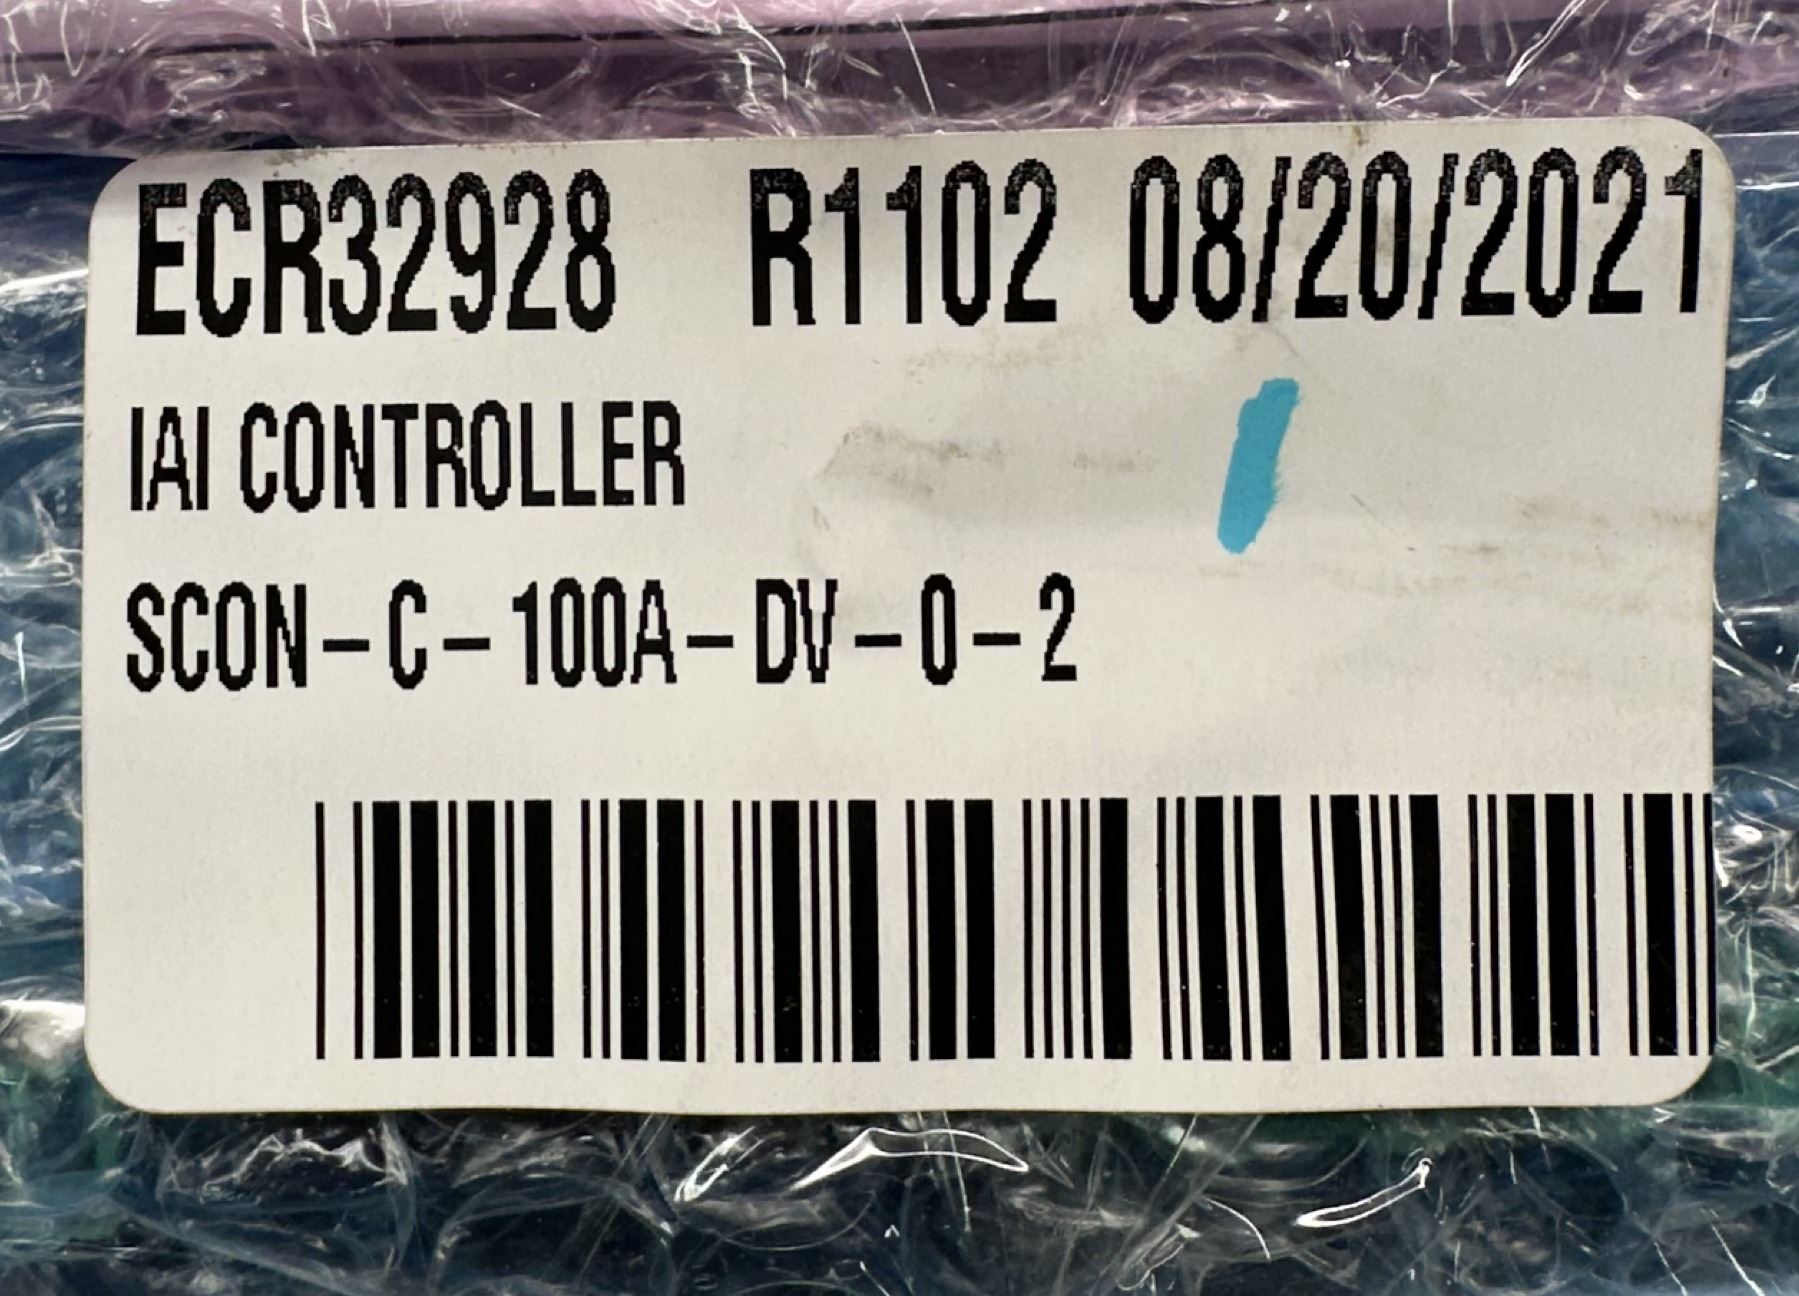 ECR32928 R1102 08/20/2021
IAI CONTROLLER
SCON-C-100A-DV-0-2